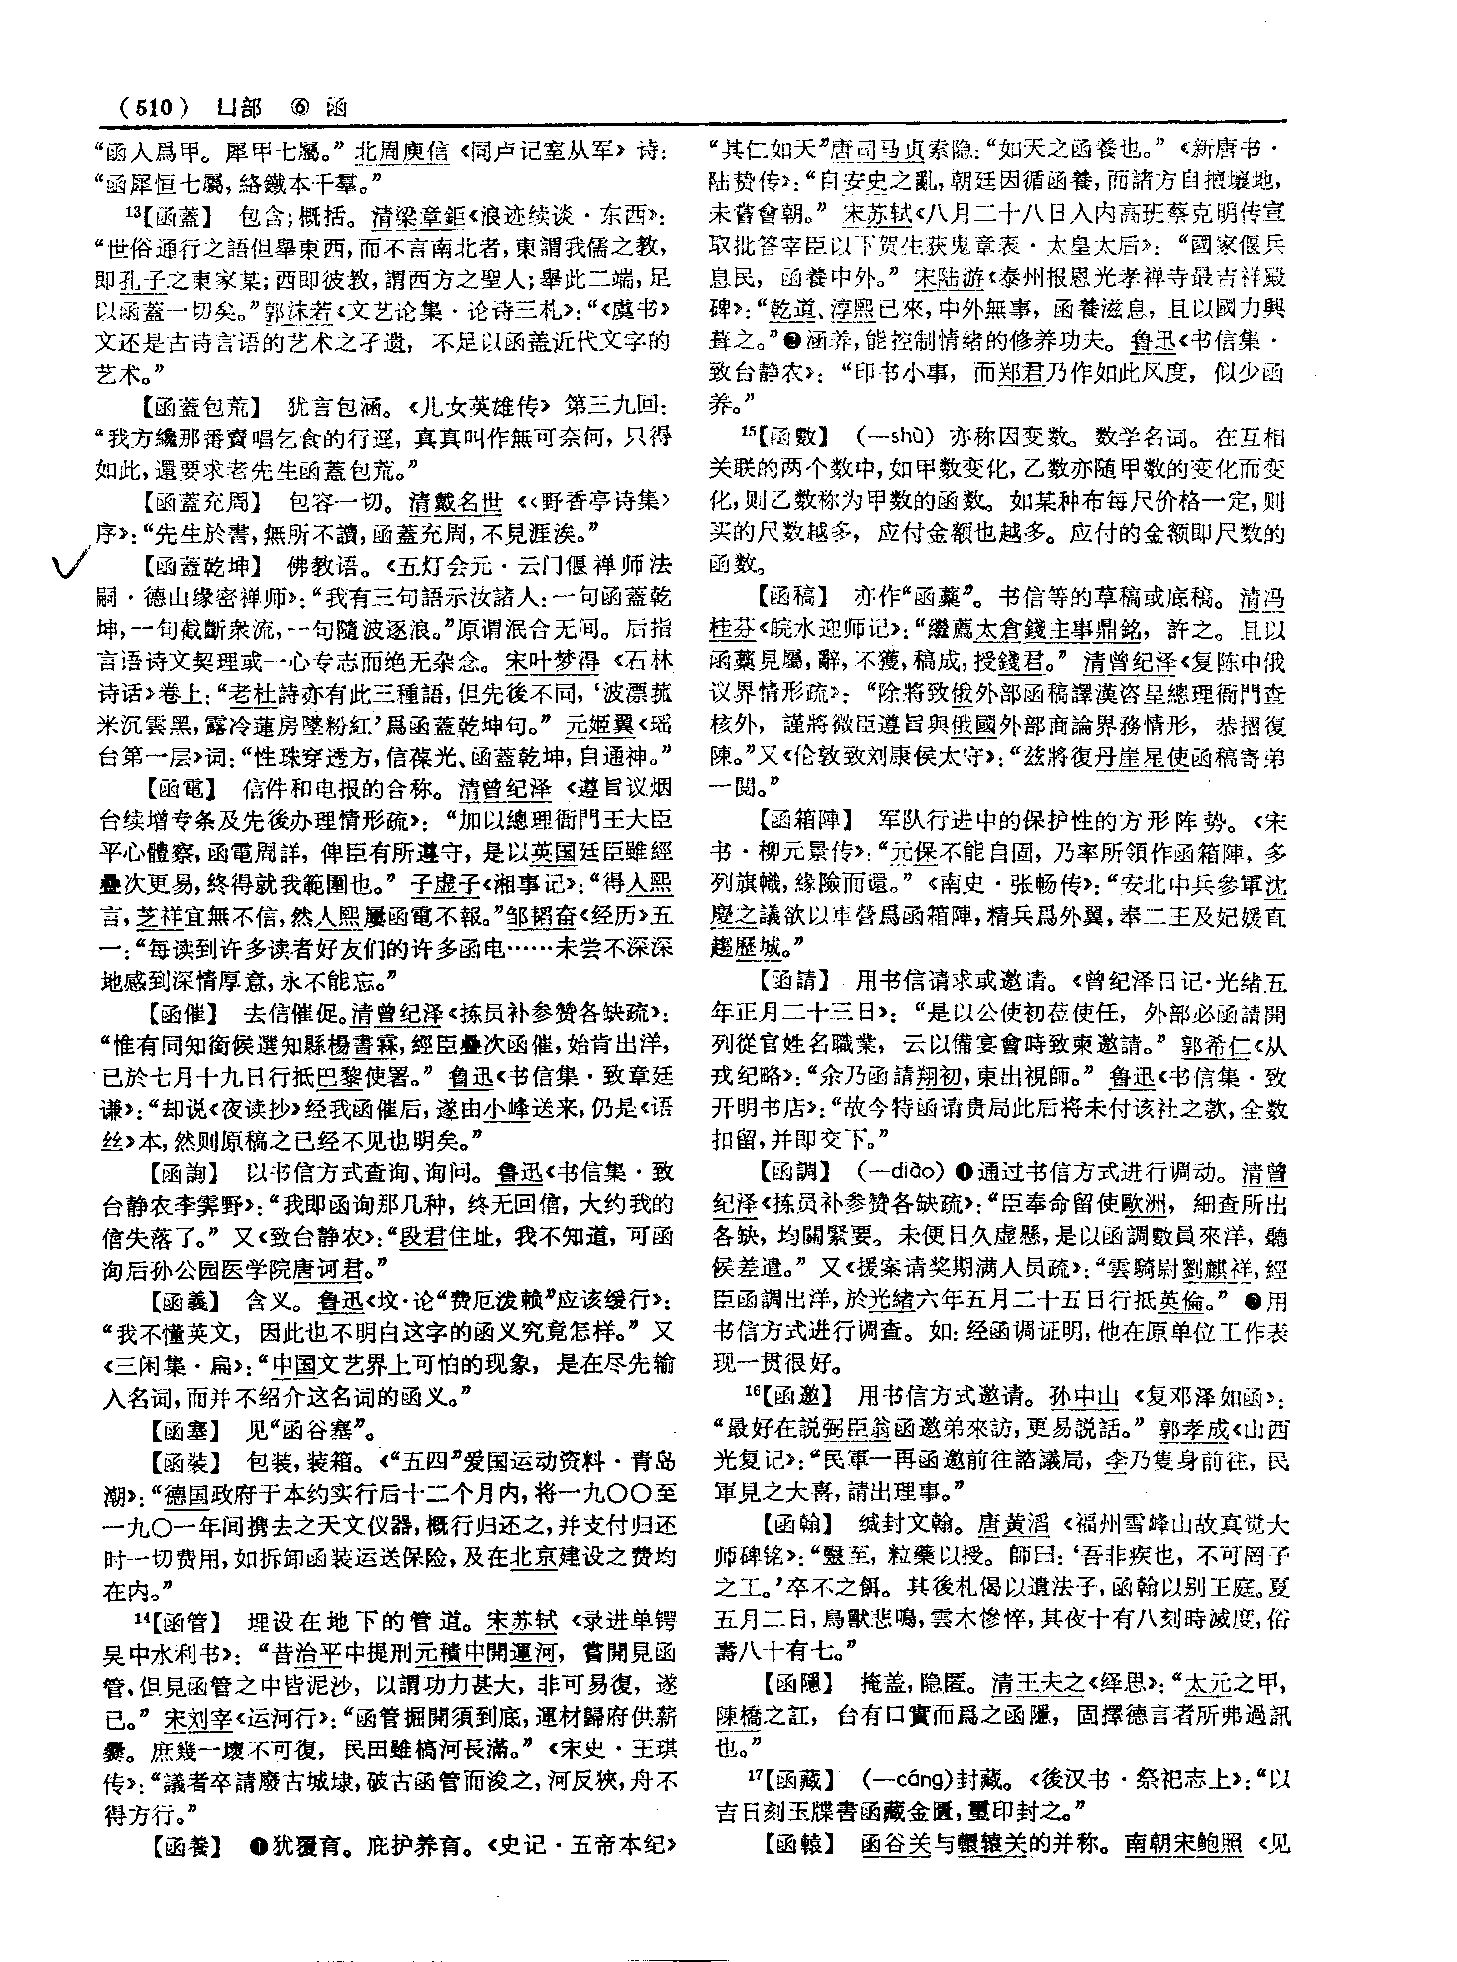 (510) 凵部 ⑥ 函
“函人爲甲。犀甲七屬。”北周庾信《同卢记室从军》诗:
“函犀恒七屬,絡鐵本千羣。”
13【函蓋】 包含;概括。清梁章鉅《浪迹续谈·东西》:
“世俗通行之語但舉東西,而不言南北者,東謂我儒之教,
即孔子之東家某;西即彼教,謂西方之聖人;舉此二端,足
以函蓋一切矣。”郭沫若《文艺论集·论诗三札》:“《虞书》
文还是古诗言语的艺术之孑遗, 不足以函盖近代文字的
艺术。”
【函蓋包荒】 犹言包涵。《儿女英雄传》第三九回:
“我方纔那番賣唱乞食的行逕,真真叫作無可奈何,只得
如此,還要求老先生函蓋包荒。”
【函蓋充周】 包容一切。清戴名世《〈野香亭诗集〉
序》:“先生於書,無所不讀,函蓋充周,不見涯涘。”
【函蓋乾坤】 佛教语。《五灯会元·云门偃禅师法
嗣·德山缘密禅师》:“我有三句語示汝諸人:一句函蓋乾
坤,一句截斷衆流,一句隨波逐浪。”原谓泯合无间。后指
言语诗文契理或一心专志而绝无杂念。宋叶梦得《石林
诗话》卷上:“老杜詩亦有此三種語,但先後不同,‘波漂菰
米沉雲黑,露冷蓮房墜粉紅’爲函蓋乾坤句。”元姬翼《瑶
台第一层》词:“性珠穿透方,信葆光、函蓋乾坤,自通神。”
【函電】 信件和电报的合称。清曾纪泽《遵旨议烟
台续增专条及先後办理情形疏》:“加以總理衙門王大臣
平心體察,函電周詳,俾臣有所遵守,是以英国廷臣雖經
疊次更易,終得就我範圍也。”子虚子《湘事记》:“得人熙
言,芝祥宜無不信,然人熙屢函電不報。”邹韬奋《经历》五
一:“每读到许多读者好友们的许多函电……未尝不深深
地感到深情厚意,永不能忘。”
【函催】 去信催促。清曾纪泽《拣员补参赞各缺疏》:
“惟有同知銜候選知縣楊書霖,經臣疊次函催,始肯出洋,
已於七月十九日行抵巴黎使署。”鲁迅《书信集·致章廷
谦》:“却说《夜读抄》经我函催后,遂由小峰送来,仍是《语
丝》本,然则原稿之已经不见也明矣。”
【函詢】 以书信方式查询、询问。鲁迅《书信集·致
台静农李霁野》:“我即函询那几种,终无回信,大约我的
信失落了。”又《致台静农》:“段君住址,我不知道,可函
询后孙公园医学院唐诃君。”
【函義】 含义。鲁迅《坟·论“费厄泼赖”应该缓行》:
“我不懂英文,因此也不明白这字的函义究竟怎样。”又
《三闲集·扁》:“中国文艺界上可怕的现象,是在尽先输
入名词,而并不绍介这名词的函义。”
【函塞】 见“函谷塞”。
【函裝】 包装,装箱。《“五四”爱国运动资料·青岛
潮》:“德国政府于本约实行后十二个月内,将一九〇〇至
一九〇一年间携去之天文仪器,概行归还之,并支付归还
时一切费用,如拆卸函装运送保险,及在北京建设之费均
在内。”
14【函管】 埋设在地下的管道。宋苏轼《录进单锷
吴中水利书》:“昔治平中提刑元積中開運河,嘗開見函
管,但見函管之中皆泥沙,以謂功力甚大,非可易復,遂
已。”宋刘宰《运河行》:“函管掘開須到底,運材歸府供薪
爨。庶幾一壞不可復,民田雖槁河長滿。”《宋史·王琪
传》:“議者卒請廢古城埭,破古函管而浚之,河反狹,舟不
得方行。”
【函養】 ❶犹覆育。庇护养育。《史记·五帝本纪》
“其仁如天”唐司马贞索隐:“如天之函養也。”《新唐书·
陆贽传》:“自安史之亂,朝廷因循函養,而諸方自擅壤地,
未嘗會朝。”宋苏轼《八月二十八日入内高班蔡克明传宣
取批答宰臣以下贺生获鬼章表·太皇太后》:“國家偃兵
息民,函養中外。”宋陆游《泰州报恩光孝禅寺最吉祥殿
碑》:“乾道、淳熙已來,中外無事,函養滋息,且以國力興
葺之。”❷涵养,能控制情绪的修养功夫。鲁迅《书信集·
致台静农》:“印书小事,而郑君乃作如此风度,似少函
养。”
15【函數】 (—shù) 亦称因变数。数学名词。在互相
关联的两个数中,如甲数变化,乙数亦随甲数的变化而变
化,则乙数称为甲数的函数。如某种布每尺价格一定,则
买的尺数越多,应付金额也越多。应付的金额即尺数的
函数。
【函稿】 亦作“函藁”。书信等的草稿或底稿。清冯
桂芬《皖水迎师记》:“繼薦太倉錢主事鼎銘,許之。且以
函藁見屬,辭,不獲,稿成,授錢君。”清曾纪泽《复陈中俄
议界情形疏》:“除將致俄外部函稿譯漢咨呈總理衙門查
核外,謹將微臣遵旨與俄國外部商論界務情形,恭摺復
陳。”又《伦敦致刘康侯太守》:“茲將復丹崖星使函稿寄弟
一閲。”
【函箱陣】 军队行进中的保护性的方形阵势。《宋
书·柳元景传》:“元保不能自固,乃率所領作函箱陣,多
列旗幟,緣險而還。”《南史·张畅传》:“安北中兵參軍沈
慶之議欲以車營爲函箱陣,精兵爲外翼,奉二王及妃媛直
趨歷城。”
【函請】 用书信请求或邀请。《曾纪泽日记·光绪五
年正月二十三日》:“是以公使初莅使任,外部必函請開
列從官姓名職業,云以備宴會時致柬邀請。”郭希仁《从
戎纪略》:“余乃函請翔初,東出視師。”鲁迅《书信集·致
开明书店》:“故今特函请贵局此后将未付该社之款,全数
扣留,并即交下。”
【函調】 (—diào) ❶通过书信方式进行调动。清曾
纪泽《拣员补参赞各缺疏》:“臣奉命留使歐洲,細查所出
各缺,均關緊要。未便日久虚懸,是以函調數員來洋,聽
候差遣。”又《援案请奖期满人员疏》:“雲騎尉劉麒祥,經
臣函調出洋,於光緒六年五月二十五日行抵英倫。”❷用
书信方式进行调查。如:经函调证明,他在原单位工作表
现一贯很好。
16【函邀】 用书信方式邀请。孙中山《复邓泽如函》:
“最好在説弼臣翁函邀弟來訪,更易説話。”郭孝成《山西
光复记》:“民軍一再函邀前往諮議局,李乃隻身前往,民
軍見之大喜,請出理事。”
【函翰】 缄封文翰。唐黄滔《福州雪峰山故真觉大
师碑铭》:“毉至,粒藥以授。師曰:‘吾非疾也,不可罔子
之工。’卒不之餌。其後札偈以遺法子,函翰以别王庭。夏
五月二日,鳥獸悲鳴,雲木慘悴,其夜十有八刻時滅度,俗
壽八十有七。”
【函隱】 掩盖,隐匿。清王夫之《绎思》:“太元之甲,
陳橋之訌,台有口實而爲之函隱,固擇德言者所弗過訊
也。”
17【函藏】 (—cáng)封藏。《後汉书·祭祀志上》:“以
吉日刻玉牒書函藏金匱,璽印封之。”
【函轅】 函谷关与轘辕关的并称。南朝宋鲍照《见